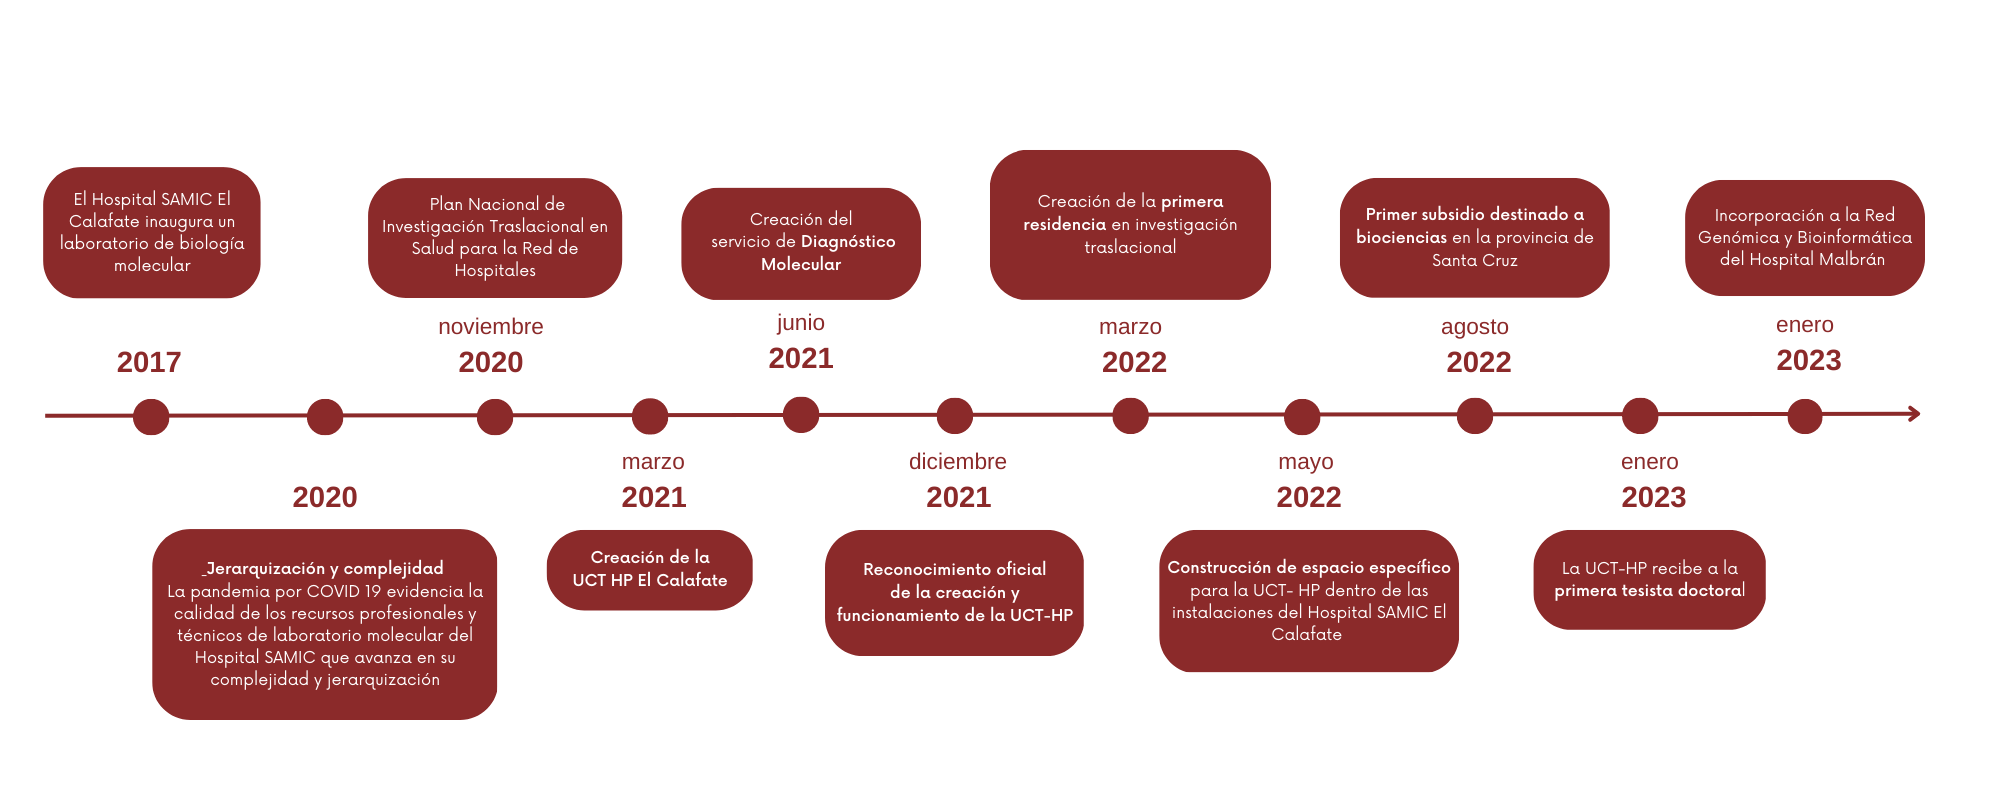 El Hospital SAMIC El
Calafate inaugura un
laboratorio de biología
molecular
2017
2020
_Jerarquización y complejidad
La pandemia por COVID 19 evidencia la
calidad de los recursos profesionales y
técnicos de laboratorio molecular del
Hospital SAMIC que avanza en su
complejidad y jerarquización
Plan Nacional de
Investigación Traslacional en
Salud para la Red de
Hospitales
noviembre
2020
marzo
2021
Creación de la
UCT HP El Calafate
Creación del
servicio de Diagnóstico
Molecular
junio
2021
diciembre
2021
Reconocimiento oficial
de la creación y
funcionamiento de la UCT-HP
Creación de la primera
residencia en investigación
traslacional
marzo
2022
mayo
2022
Construcción de espacio específico
para la UCT- HP dentro de las
instalaciones del Hospital SAMIC El
Calafate
Primer subsidio destinado a
biociencias en la provincia de
Santa Cruz
agosto
2022
enero
2023
La UCT-HP recibe a la
primera tesista doctoral
Incorporación a la Red
Genómica y Bioinformática
del Hospital Malbrán
enero
2023